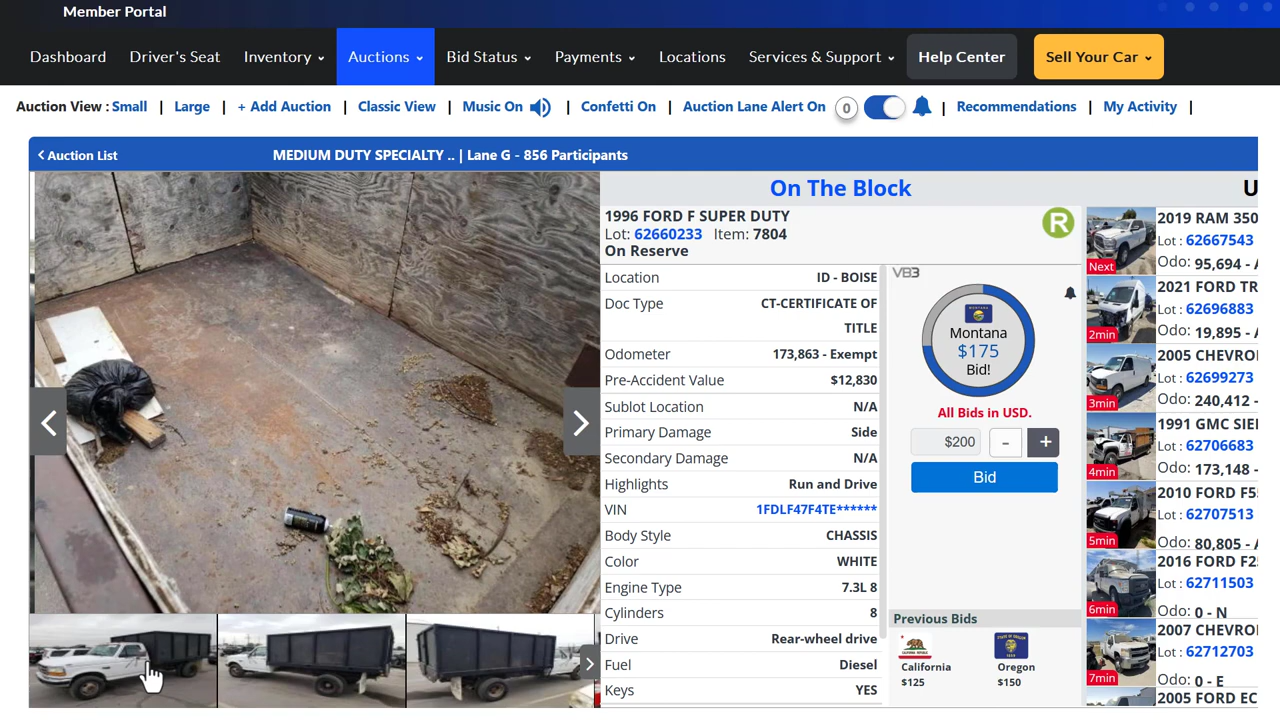 Member Portal
Dashboard Driver's Seat Inventory Auctions Bid Status Payments Locations Services & Support Help Center Sell Your Car
Auction View : Small | Large | + Add Auction | Classic View | Music On | Confetti On | Auction Lane Alert On 0 | Recommendations | My Activity |
Auction List MEDIUM DUTY SPECIALTY .. | Lane G - 856 Participants
On The Block
U
1996 FORD F SUPER DUTY
Lot: 62660233 Item: 7804
On Reserve
R
Location ID - BOISE
Doc Type CT-CERTIFICATE OF
TITLE
Odometer 173,863 - Exempt
Pre-Accident Value $12,830
Sublot Location N/A
Primary Damage Side
Secondary Damage N/A
Highlights Run and Drive
VIN 1FDLF47F4TE******
Body Style CHASSIS
Color WHITE
Engine Type 7.3L 8
Cylinders 8
Drive Rear-wheel drive
Fuel Diesel
Keys YES
VB3
Montana
$175
Bid!
All Bids in USD.
$200 - +
Bid
Previous Bids
California
$125
Oregon
$150
2019 RAM 350
Lot : 62667543
Odo: 95,694 - A
Next
2021 FORD TR
Lot : 62696883
Odo: 19,895 - A
2min
2005 CHEVROL
Lot : 62699273
Odo: 240,412 -
3min
1991 GMC SIE
Lot : 62706683
Odo: 173,148 -
4min
2010 FORD F5
Lot : 62707513
Odo: 80,805 - A
5min
2016 FORD F2
Lot : 62711503
Odo: 0 - N
6min
2007 CHEVROL
Lot : 62712703
Odo: 0 - E
7min
2005 FORD EC